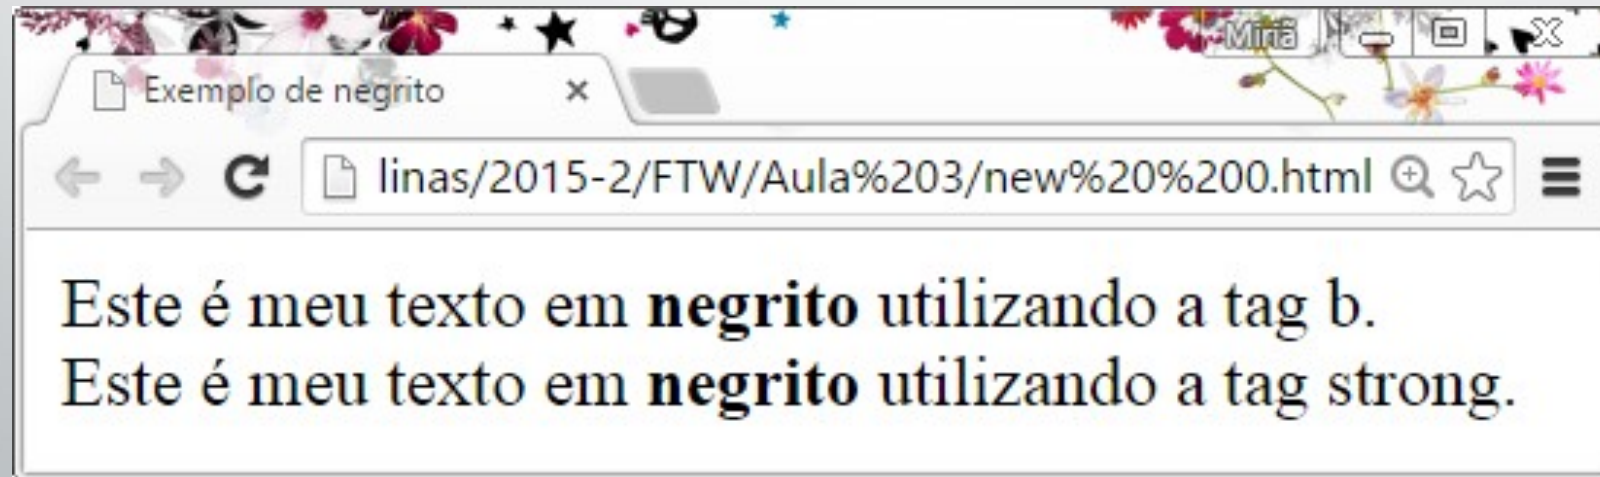 Miriã
Exemplo de negrito
linas/2015-2/FTW/Aula%203/new%20%200.html
Este é meu texto em negrito utilizando a tag b.
Este é meu texto em negrito utilizando a tag strong.